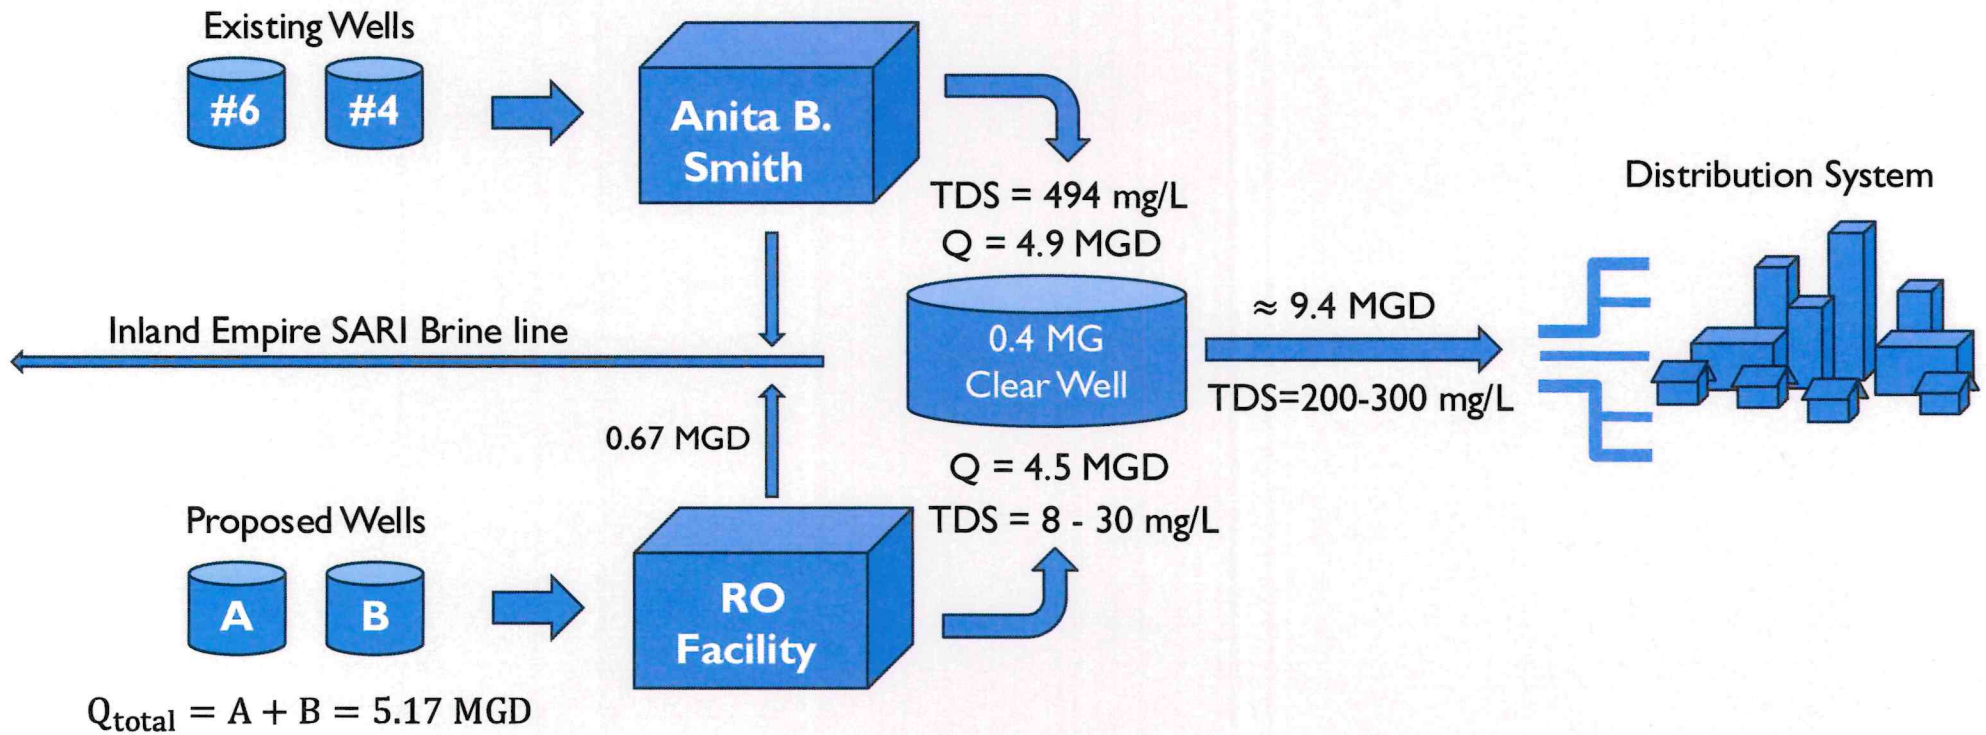 Existing Wells
#6
#4
Anita B.
Smith
TDS = 494 mg/L
Q = 4.9 MGD
Distribution System
Inland Empire SARI Brine line
0.4 MG
Clear Well
≈ 9.4 MGD
TDS=200-300 mg/L
0.67 MGD
Q = 4.5 MGD
TDS = 8 - 30 mg/L
Proposed Wells
A
B
RO
Facility
Qtotal = A + B = 5.17 MGD